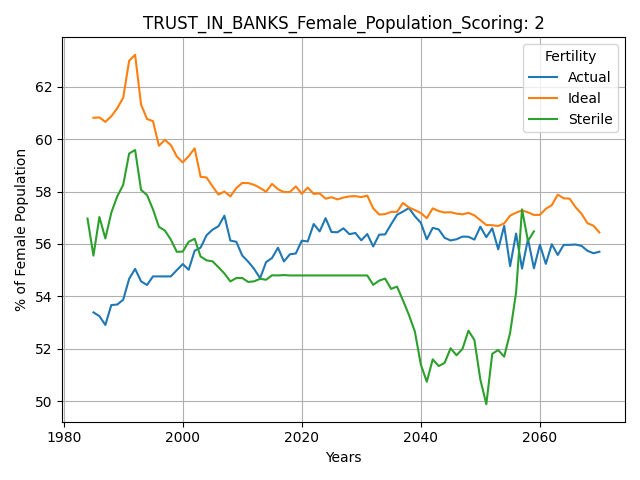 TRUST_IN_BANKS_Female_Population_Scoring: 2
Fertility
Actual
Ideal
Sterile
% of Female Population
62
60
58
56
54
52
50
1980
2000
2020
2040
2060
Years